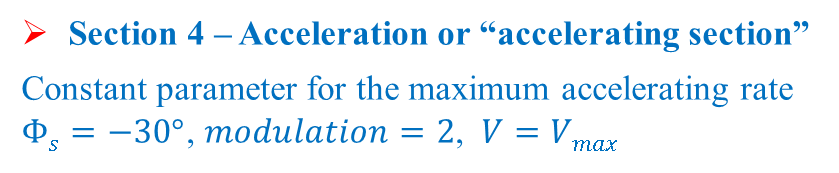 ➢ Section 4 – Acceleration or “accelerating section”
Constant parameter for the maximum accelerating rate
Φₛ = −30°, modulation = 2, V = Vₘₐₓ